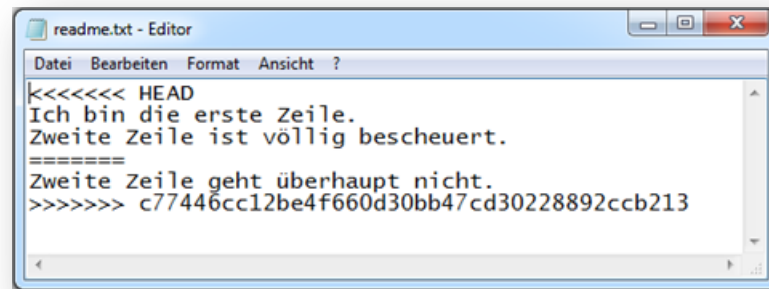 readme.txt - Editor
Datei Bearbeiten Format Ansicht ?
<<<<<<< HEAD
Ich bin die erste Zeile.
Zweite Zeile ist völlig bescheuert.
=======
Zweite Zeile geht überhaupt nicht.
>>>>>>> c77446cc12be4f660d30bb47cd30228892ccb213